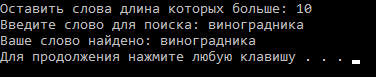 Оставить слова длина которых больше: 10
Введите слово для поиска: виноградника
Ваше слово найдено: виноградника
Для продолжения нажмите любую клавишу . . .